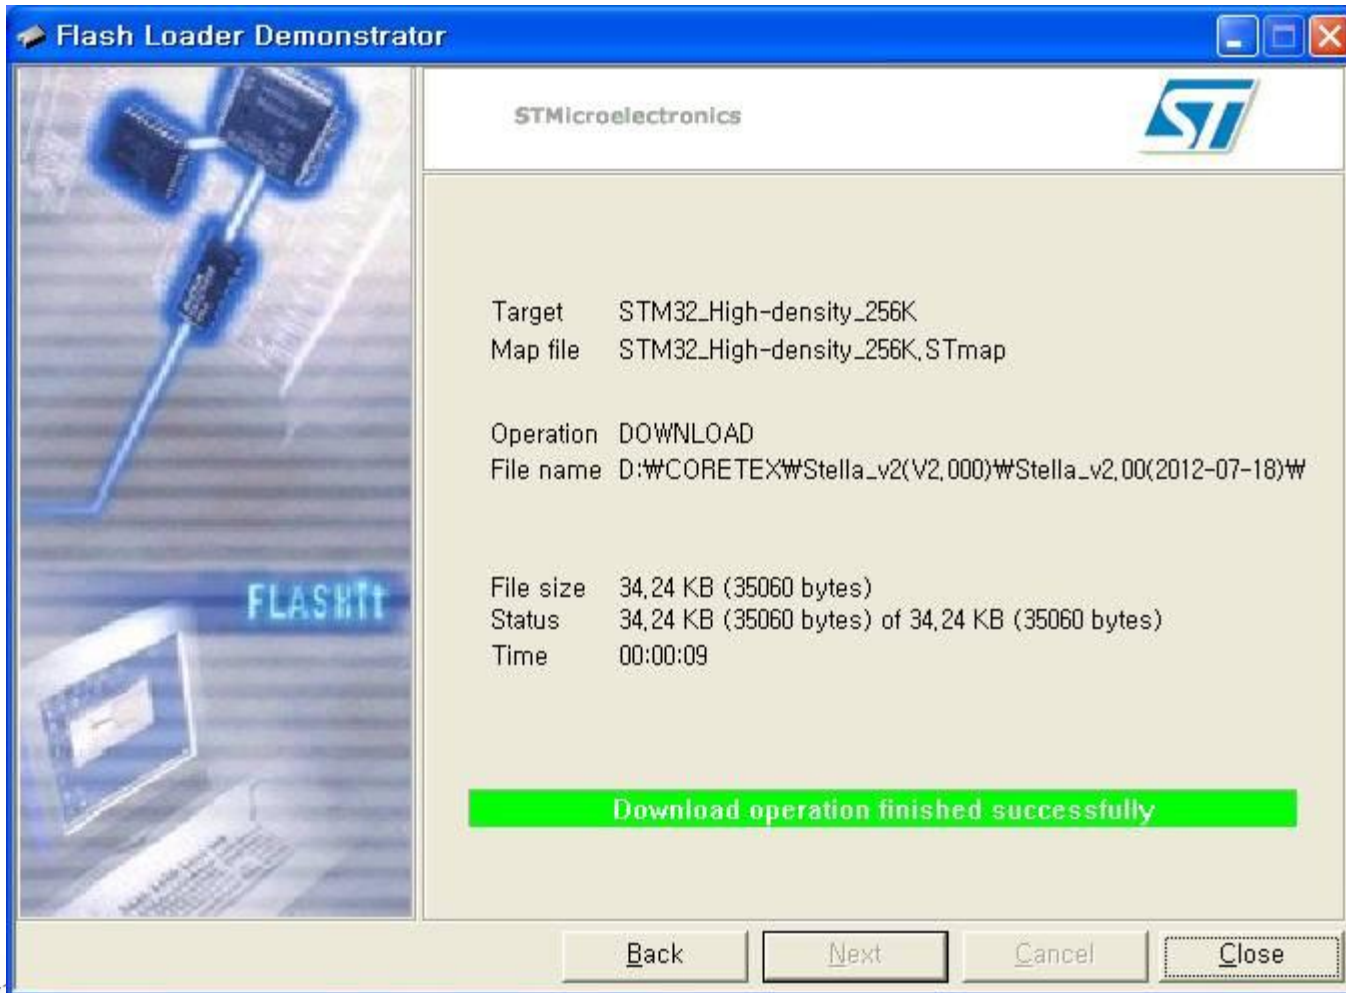 Flash Loader Demonstrator
STMicroelectronics
ST
Target STM32_High-density_256K
Map file STM32_High-density_256K,STmap
Operation DOWNLOAD
File name D:₩CORETEX₩Stella_v2(V2,000)₩Stella_v2,00(2012-07-18)₩
FLASHit
File size 34,24 KB (35060 bytes)
Status 34,24 KB (35060 bytes) of 34,24 KB (35060 bytes)
Time 00:00:09
Download operation finished successfully
Back Next Cancel Close